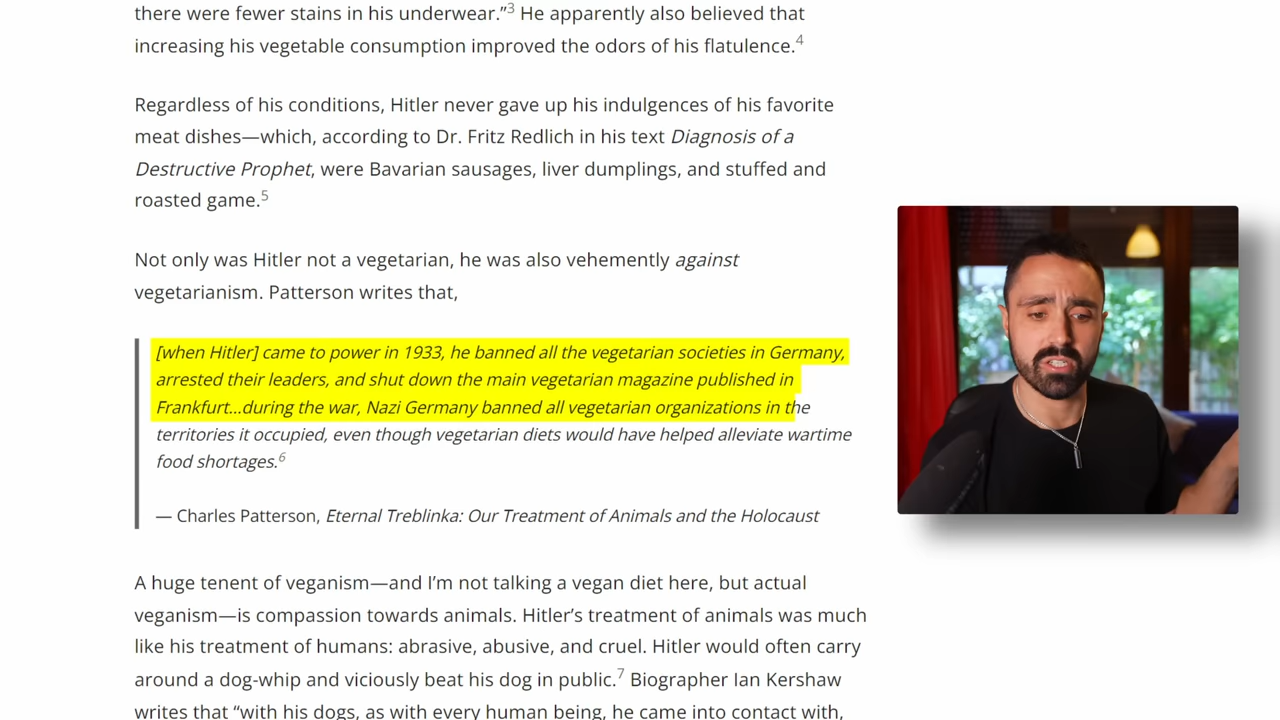 there were fewer stains in his underwear.”3 He apparently also believed that
increasing his vegetable consumption improved the odors of his flatulence.4
Regardless of his conditions, Hitler never gave up his indulgences of his favorite
meat dishes—which, according to Dr. Fritz Redlich in his text Diagnosis of a
Destructive Prophet, were Bavarian sausages, liver dumplings, and stuffed and
roasted game.5
Not only was Hitler not a vegetarian, he was also vehemently against
vegetarianism. Patterson writes that,
[when Hitler] came to power in 1933, he banned all the vegetarian societies in Germany,
arrested their leaders, and shut down the main vegetarian magazine published in
Frankfurt...during the war, Nazi Germany banned all vegetarian organizations in the
territories it occupied, even though vegetarian diets would have helped alleviate wartime
food shortages.6
— Charles Patterson, Eternal Treblinka: Our Treatment of Animals and the Holocaust
A huge tenent of veganism—and I’m not talking a vegan diet here, but actual
veganism—is compassion towards animals. Hitler’s treatment of animals was much
like his treatment of humans: abrasive, abusive, and cruel. Hitler would often carry
around a dog-whip and viciously beat his dog in public.7 Biographer Ian Kershaw
writes that “with his dogs, as with every human being, he came into contact with,